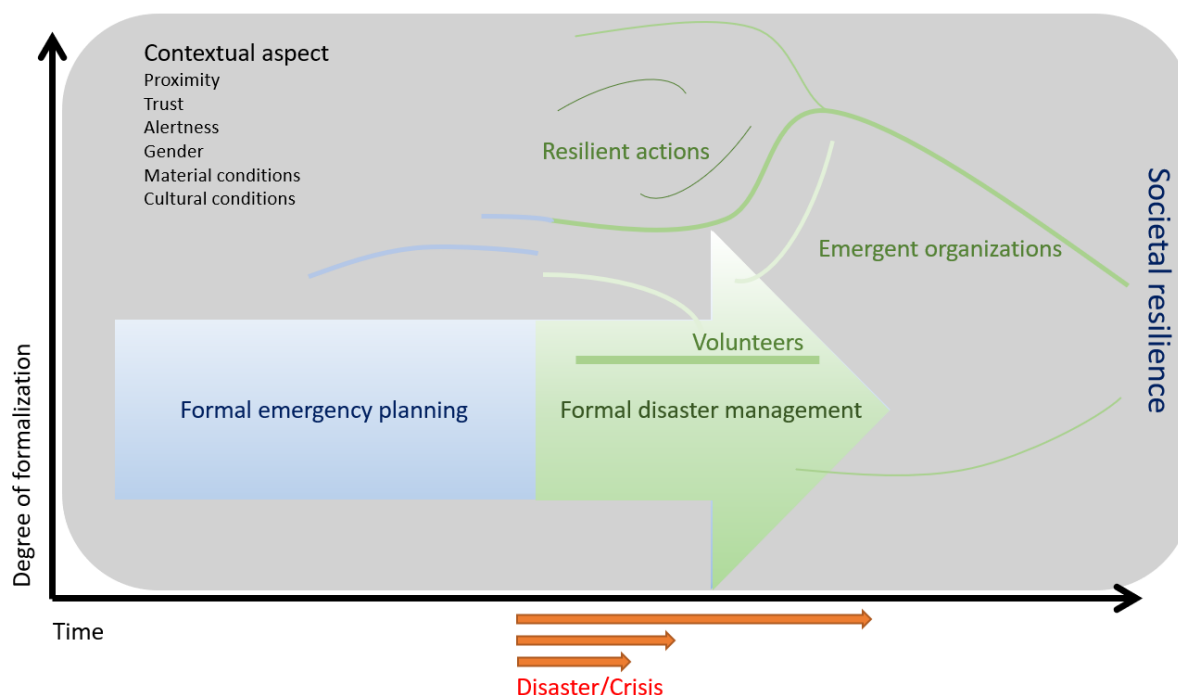 Contextual aspect
Proximity
Trust
Alertness
Gender
Material conditions
Cultural conditions
Resilient actions
Emergent organizations
Societal resilience
Volunteers
Formal emergency planning
Formal disaster management
Degree of formalization
Time
Disaster/Crisis